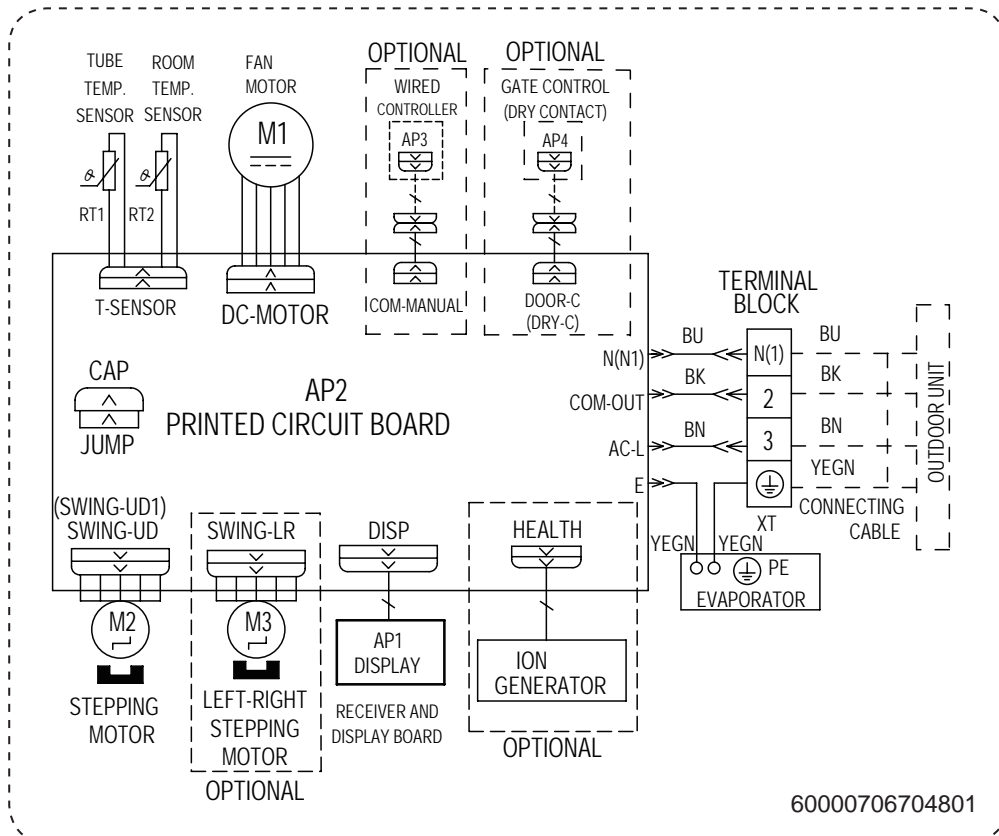 TUBE
TEMP.
SENSOR
ROOM
TEMP.
SENSOR
RT1
RT2
T-SENSOR
FAN
MOTOR
M1
DC-MOTOR
OPTIONAL
WIRED
CONTROLLER
AP3
COM-MANUAL
OPTIONAL
GATE CONTROL
(DRY CONTACT)
AP4
DOOR-C
(DRY-C)
CAP
JUMP
AP2
PRINTED CIRCUIT BOARD
N(N1)
COM-OUT
AC-L
E
BU
BK
BN
TERMINAL
BLOCK
N(1)
2
3
XT
BU
BK
BN
YEGN
CONNECTING
CABLE
OUTDOOR UNIT
YEGN
YEGN
PE
EVAPORATOR
(SWING-UD1)
SWING-UD
M2
STEPPING
MOTOR
SWING-LR
M3
LEFT-RIGHT
STEPPING
MOTOR
OPTIONAL
DISP
AP1
DISPLAY
RECEIVER AND
DISPLAY BOARD
HEALTH
ION
GENERATOR
OPTIONAL
60000706704801